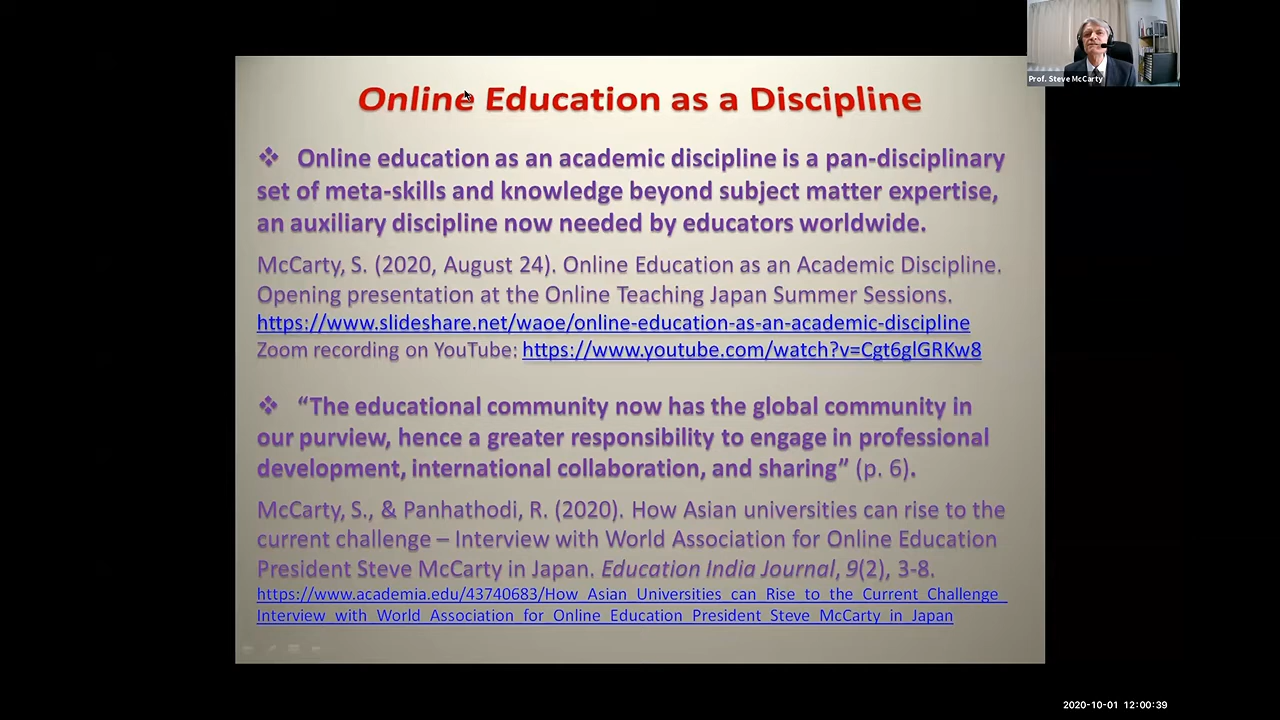 Prof. Steve McCarty
Online Education as a Discipline
❖ Online education as an academic discipline is a pan-disciplinary
set of meta-skills and knowledge beyond subject matter expertise,
an auxiliary discipline now needed by educators worldwide.
McCarty, S. (2020, August 24). Online Education as an Academic Discipline.
Opening presentation at the Online Teaching Japan Summer Sessions.
https://www.slideshare.net/waoe/online-education-as-an-academic-discipline
Zoom recording on YouTube: https://www.youtube.com/watch?v=Cgt6glGRKw8
❖ “The educational community now has the global community in
our purview, hence a greater responsibility to engage in professional
development, international collaboration, and sharing” (p. 6).
McCarty, S., & Panhathodi, R. (2020). How Asian universities can rise to the
current challenge – Interview with World Association for Online Education
President Steve McCarty in Japan. Education India Journal, 9(2), 3-8.
https://www.academia.edu/43740683/How_Asian_Universities_can_Rise_to_the_Current_Challenge_
Interview_with_World_Association_for_Online_Education_President_Steve_McCarty_in_Japan
2020-10-01 12:00:39